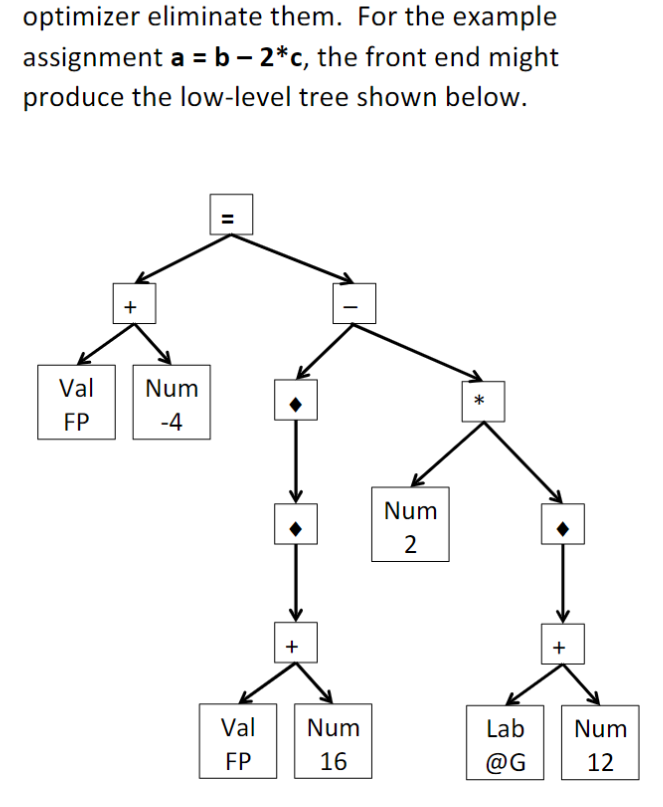 optimizer eliminate them. For the example
assignment a = b – 2*c, the front end might
produce the low-level tree shown below.
=
+
–
Val
FP
Num
-4
♦
*
♦
Num
2
♦
+
+
Val
FP
Num
16
Lab
@G
Num
12